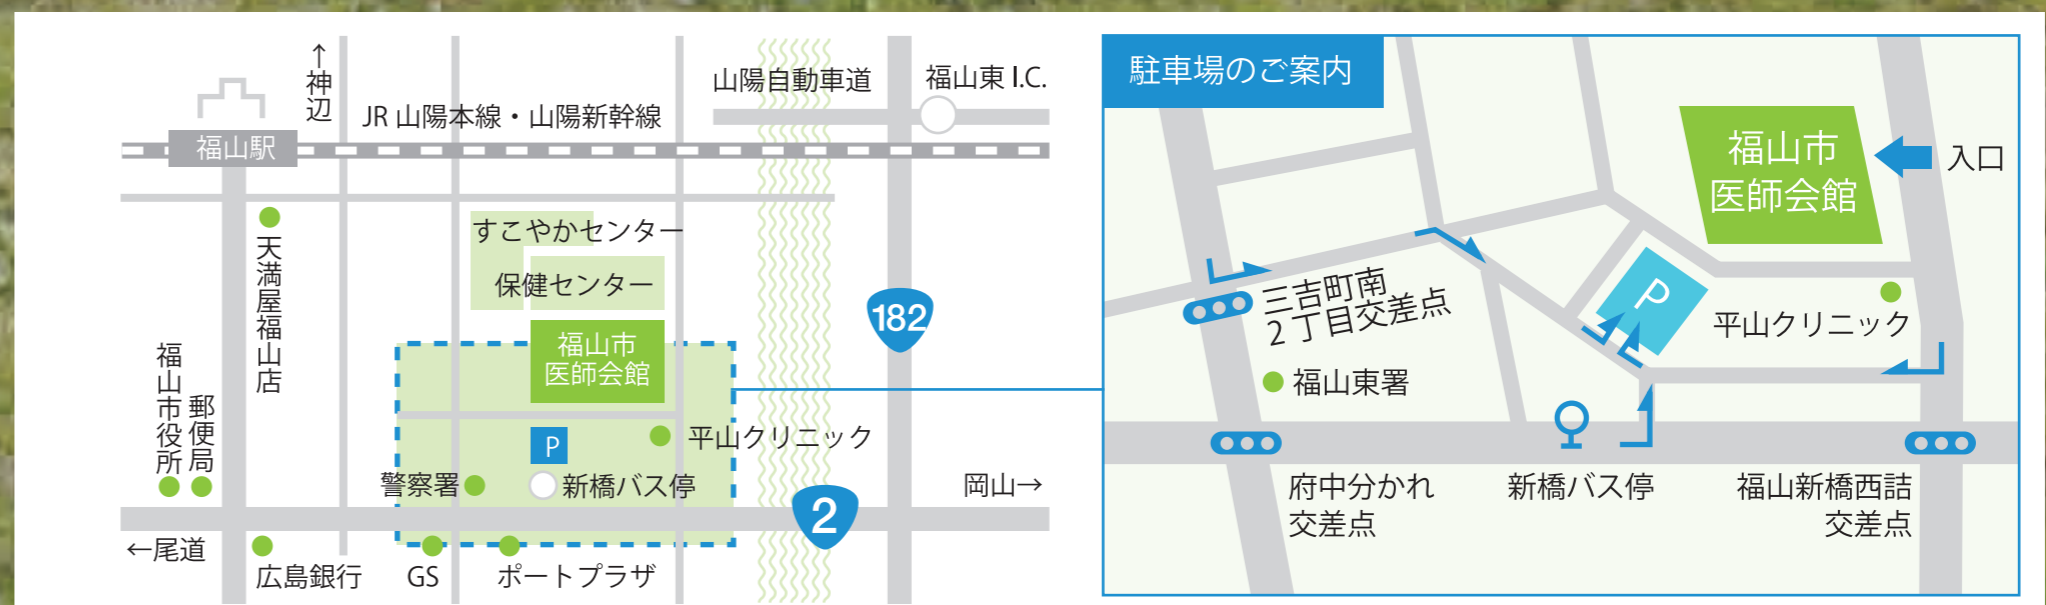 ↑神辺
JR 山陽本線・山陽新幹線
山陽自動車道
福山東 I.C.
福山駅
天満屋福山店
すこやかセンター
保健センター
福山市
医師会館
182
福山市役所
郵便局
P
平山クリニック
警察署
新橋バス停
岡山→
2
←尾道
広島銀行
GS
ポートプラザ
駐車場のご案内
福山市
医師会館
入口
三吉町南
2丁目交差点
P
平山クリニック
福山東署
府中分かれ
交差点
新橋バス停
福山新橋西詰
交差点